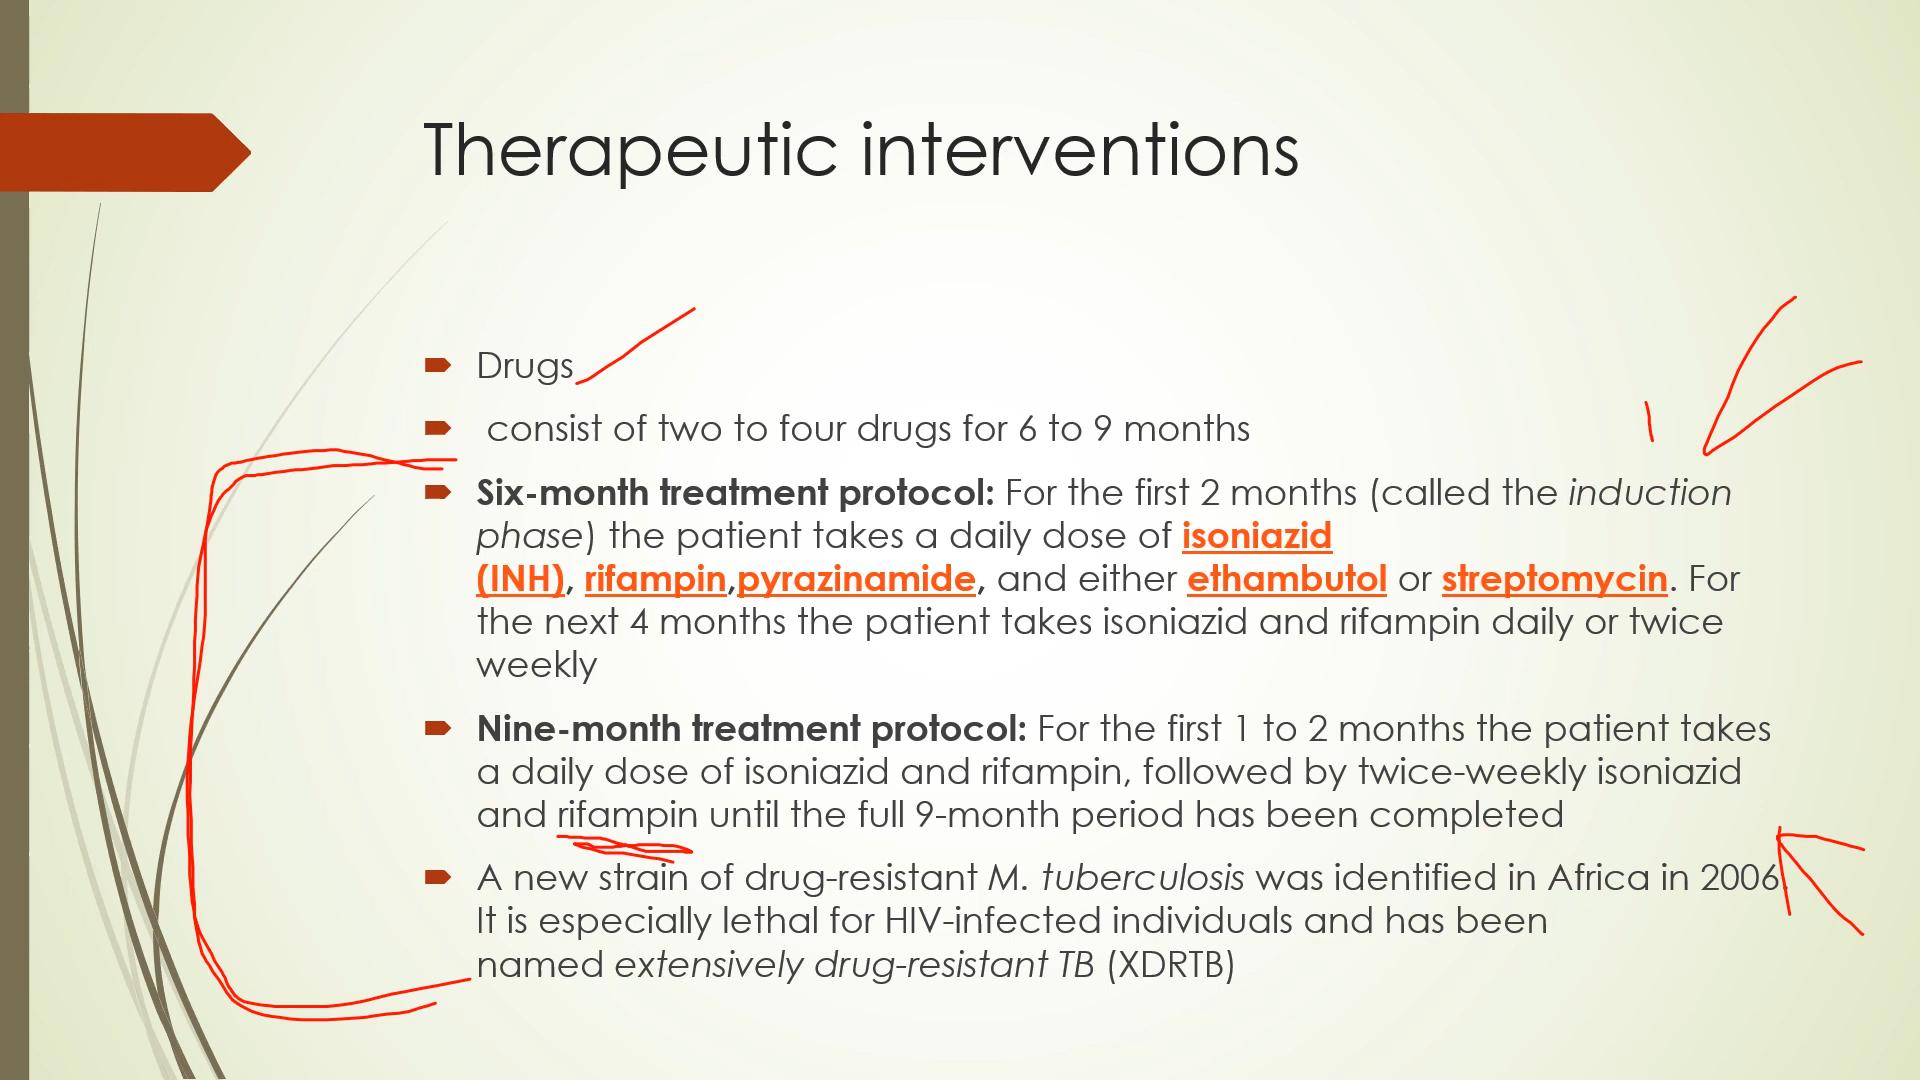 Therapeutic interventions
Drugs
consist of two to four drugs for 6 to 9 months
Six-month treatment protocol: For the first 2 months (called the induction
phase) the patient takes a daily dose of isoniazid
(INH), rifampin,pyrazinamide, and either ethambutol or streptomycin. For
the next 4 months the patient takes isoniazid and rifampin daily or twice
weekly
Nine-month treatment protocol: For the first 1 to 2 months the patient takes
a daily dose of isoniazid and rifampin, followed by twice-weekly isoniazid
and rifampin until the full 9-month period has been completed
A new strain of drug-resistant M. tuberculosis was identified in Africa in 2006.
It is especially lethal for HIV-infected individuals and has been
named extensively drug-resistant TB (XDRTB)